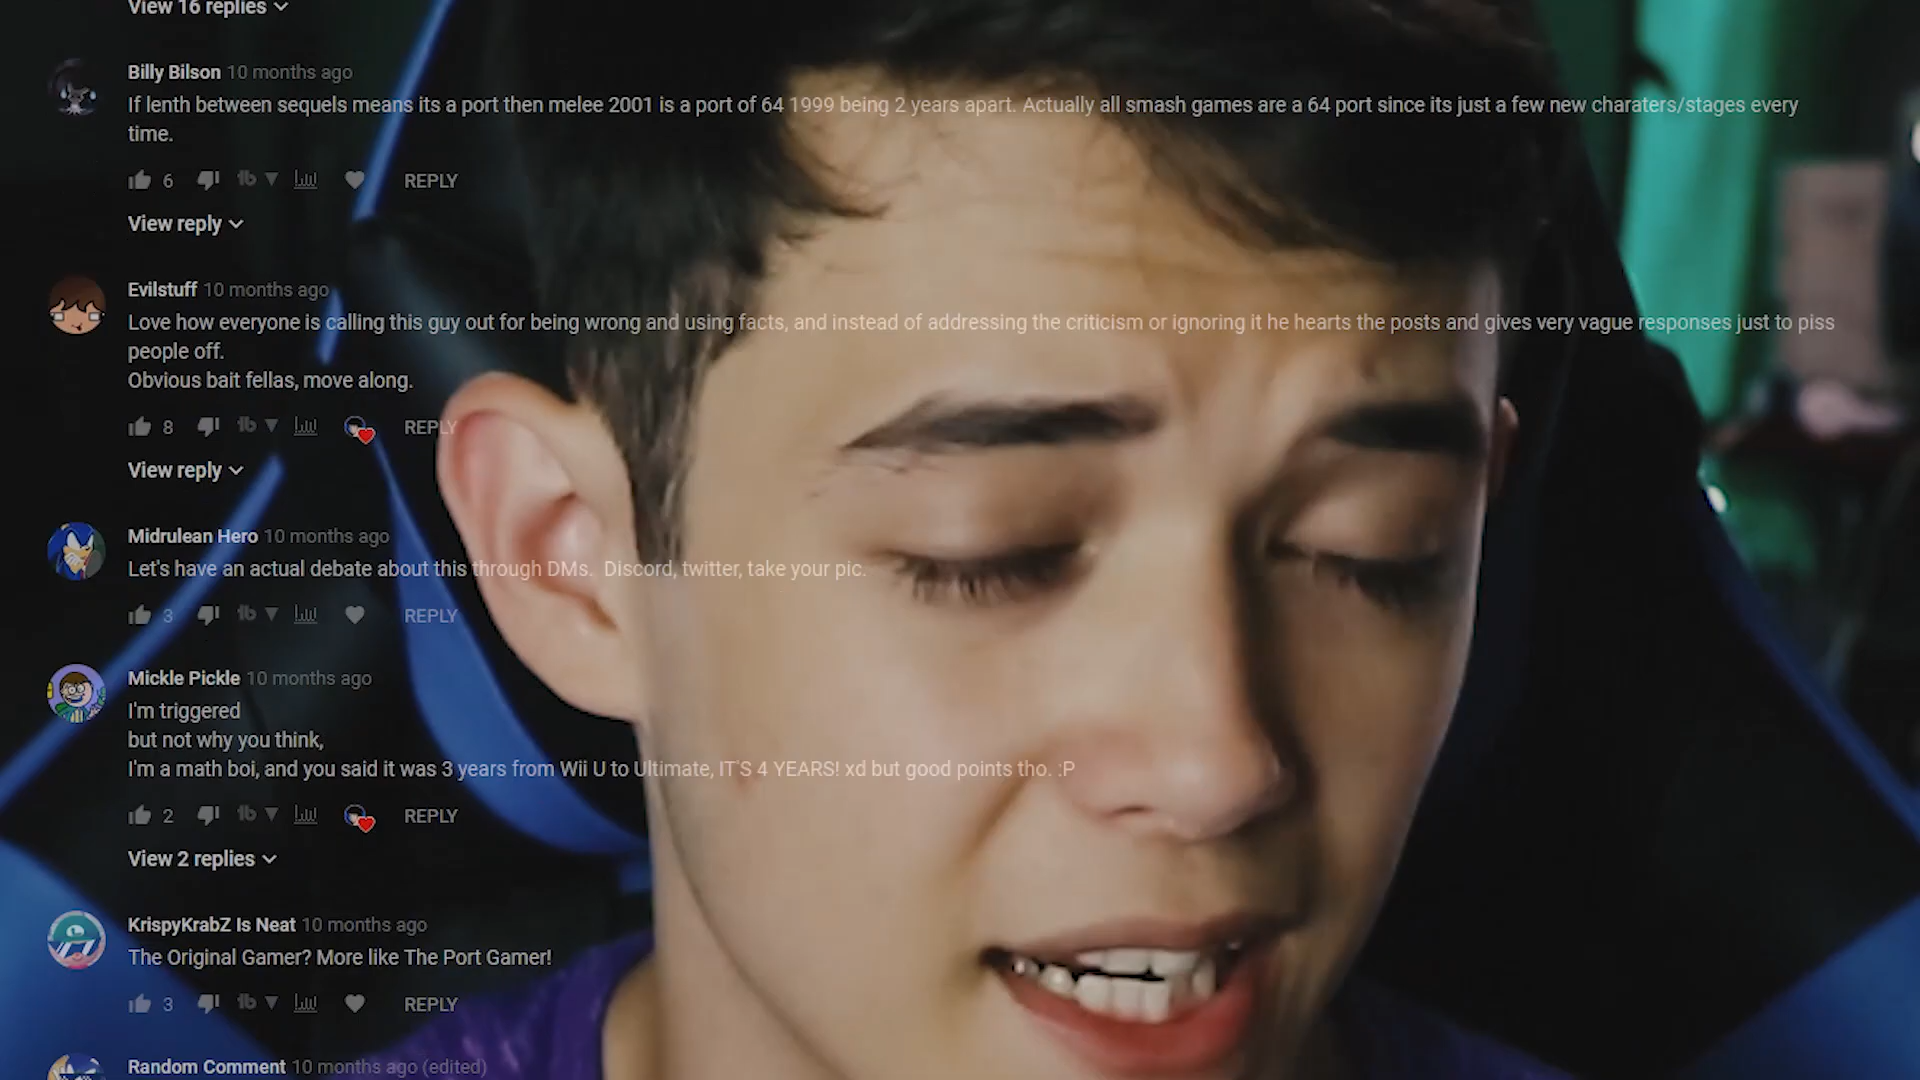 View 16 replies
Billy Bilson 10 months ago
If lenth between sequels means its a port then melee 2001 is a port of 64 1999 being 2 years apart. Actually all smash games are a 64 port since its just a few new charaters/stages every
time.
6 REPLY
View reply
Evilstuff 10 months ago
Love how everyone is calling this guy out for being wrong and using facts, and instead of addressing the criticism or ignoring it he hearts the posts and gives very vague responses just to piss
people off.
Obvious bait fellas, move along.
8 REPLY
View reply
Midrulean Hero 10 months ago
Let's have an actual debate about this through DMs.  Discord, twitter, take your pic.
3 REPLY
Mickle Pickle 10 months ago
I'm triggered
but not why you think,
I'm a math boi, and you said it was 3 years from Wii U to Ultimate, IT'S 4 YEARS! xd but good points tho. :P
2 REPLY
View 2 replies
KrispyKrabZ Is Neat 10 months ago
The Original Gamer? More like The Port Gamer!
3 REPLY
Random Comment 10 months ago (edited)